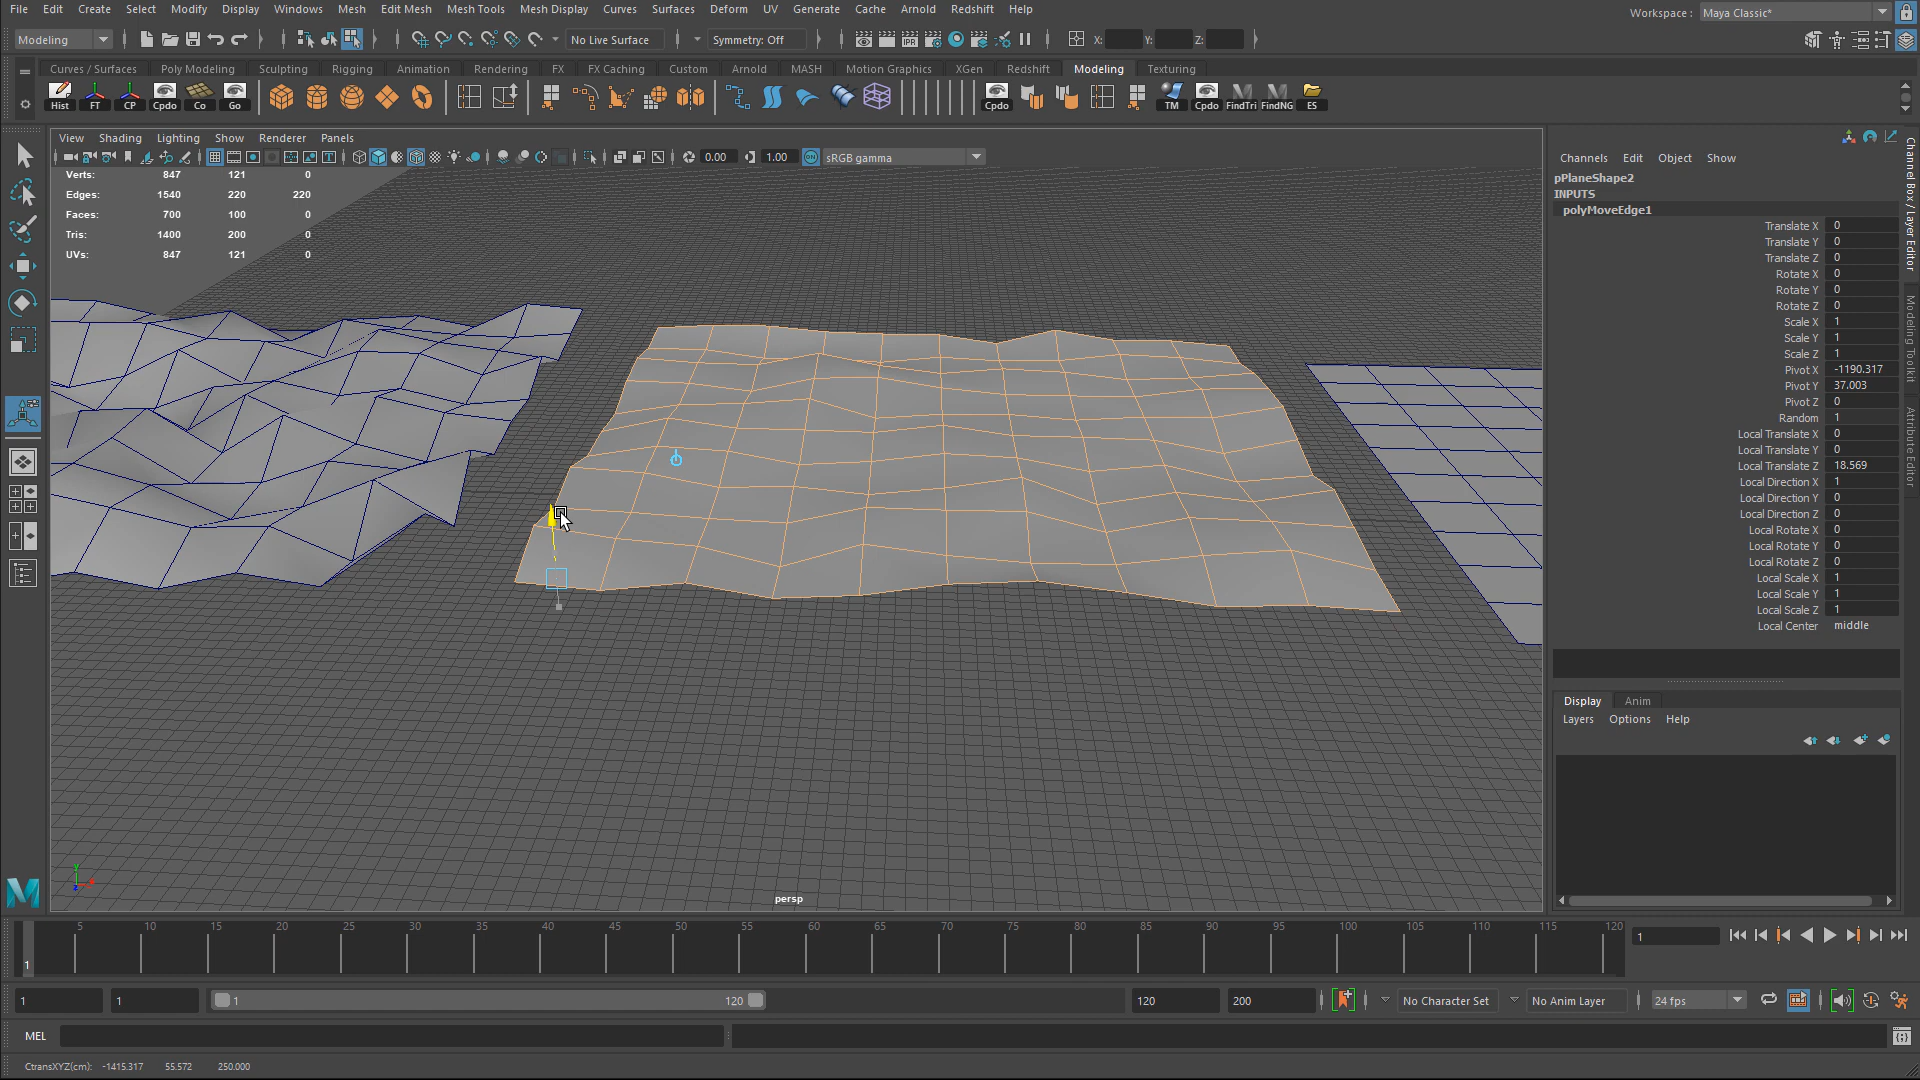 File Edit Create Select Modify Display Windows Mesh Edit Mesh Mesh Tools Mesh Display Curves Surfaces Deform UV Generate Cache Arnold Redshift Help
Workspace : Maya Classic*
Modeling No Live Surface Symmetry: Off X: Y: Z:
Curves / Surfaces Poly Modeling Sculpting Rigging Animation Rendering FX FX Caching Custom Arnold MASH Motion Graphics XGen Redshift Modeling Texturing
Hist FT CP Cpdo Co Go Cpdo TM Cpdo FindTri FindNG ES
View Shading Lighting Show Renderer Panels
0.00 1.00 ON sRGB gamma
Verts: 847 121 0
Edges: 1540 220 220
Faces: 700 100 0
Tris: 1400 200 0
UVs: 847 121 0
persp
y
x
z
Channels Edit Object Show
pPlaneShape2
INPUTS
polyMoveEdge1
Translate X 0
Translate Y 0
Translate Z 0
Rotate X 0
Rotate Y 0
Rotate Z 0
Scale X 1
Scale Y 1
Scale Z 1
Pivot X -1190.317
Pivot Y 37.003
Pivot Z 0
Random 1
Local Translate X 0
Local Translate Y 0
Local Translate Z 18.569
Local Direction X 1
Local Direction Y 0
Local Direction Z 0
Local Rotate X 0
Local Rotate Y 0
Local Rotate Z 0
Local Scale X 1
Local Scale Y 1
Local Scale Z 1
Local Center middle
Display Anim
Layers Options Help
Channel Box / Layer Editor
Modeling Toolkit
Attribute Editor
5 10 15 20 25 30 35 40 45 50 55 60 65 70 75 80 85 90 95 100 105 110 115 120
1
1
1 1 1 120 120 200 No Character Set No Anim Layer 24 fps
MEL
CtransXYZ(cm): -1415.317 55.572 250.000